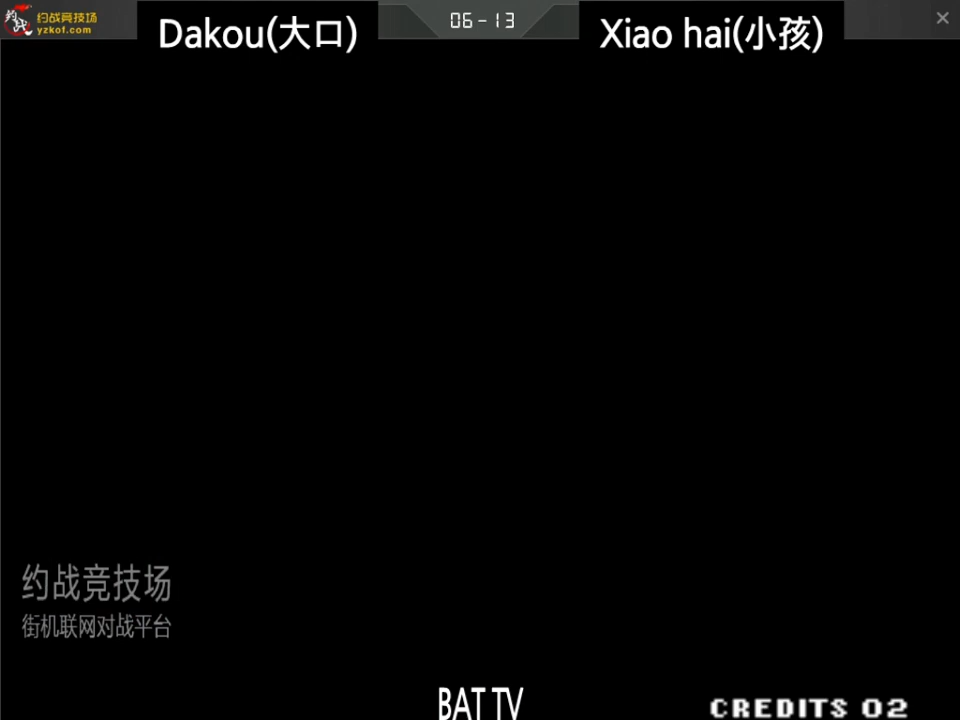 约战竞技场
yzkof.com
Dakou(大口)
06-13
Xiao hai(小孩)
约战竞技场
街机联网对战平台
BAT TV
CREDITS 02